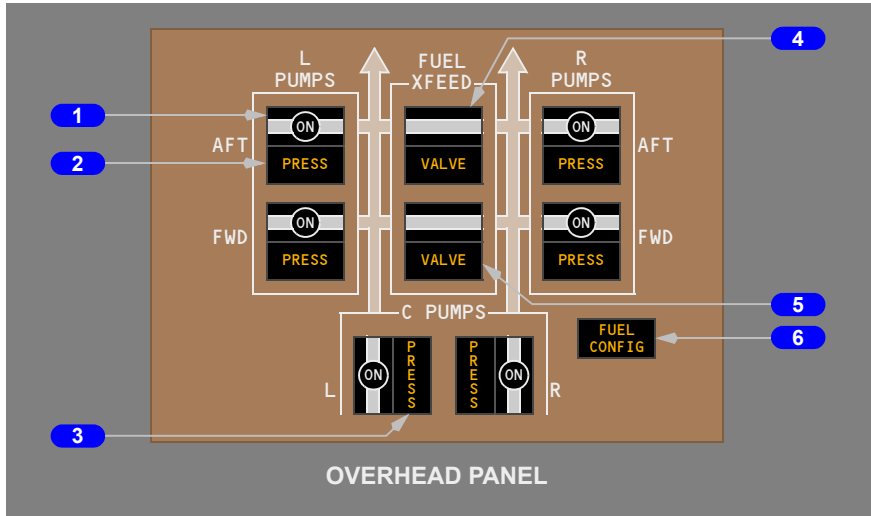 L
PUMPS
FUEL
XFEED
R
PUMPS
4
1
ON
ON
AFT
2
PRESS
VALVE
PRESS
AFT
ON
ON
FWD
PRESS
VALVE
PRESS
FWD
5
C PUMPS
FUEL
CONFIG
6
L
ON
PRESS
PRESS
ON
R
3
OVERHEAD PANEL